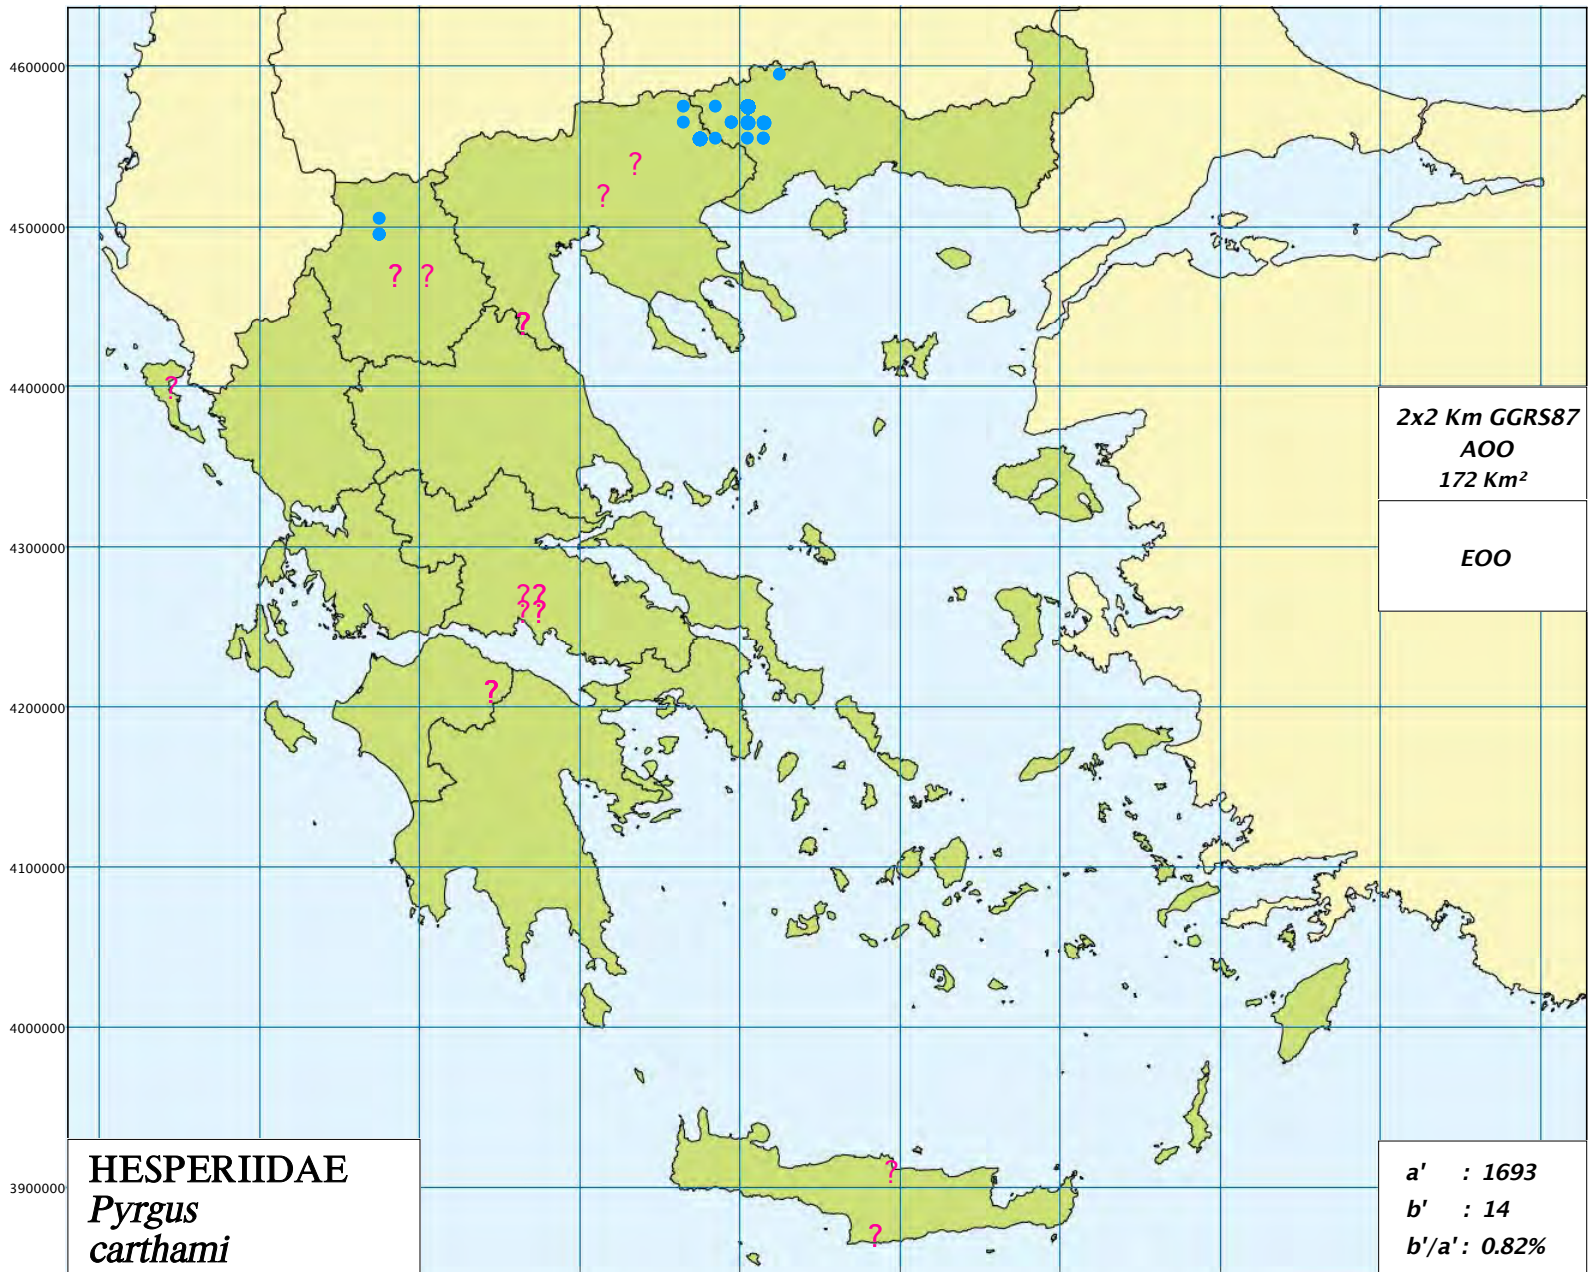 4600000
?
?
4500000
? ?
?
4400000
?
2x2 Km GGRS87
AOO
172 Km²
EOO
4300000
??
??
?
4200000
4100000
4000000
HESPERIIDAE
Pyrgus
carthami
3900000
?
?
a' : 1693
b' : 14
b'/a' : 0.82%